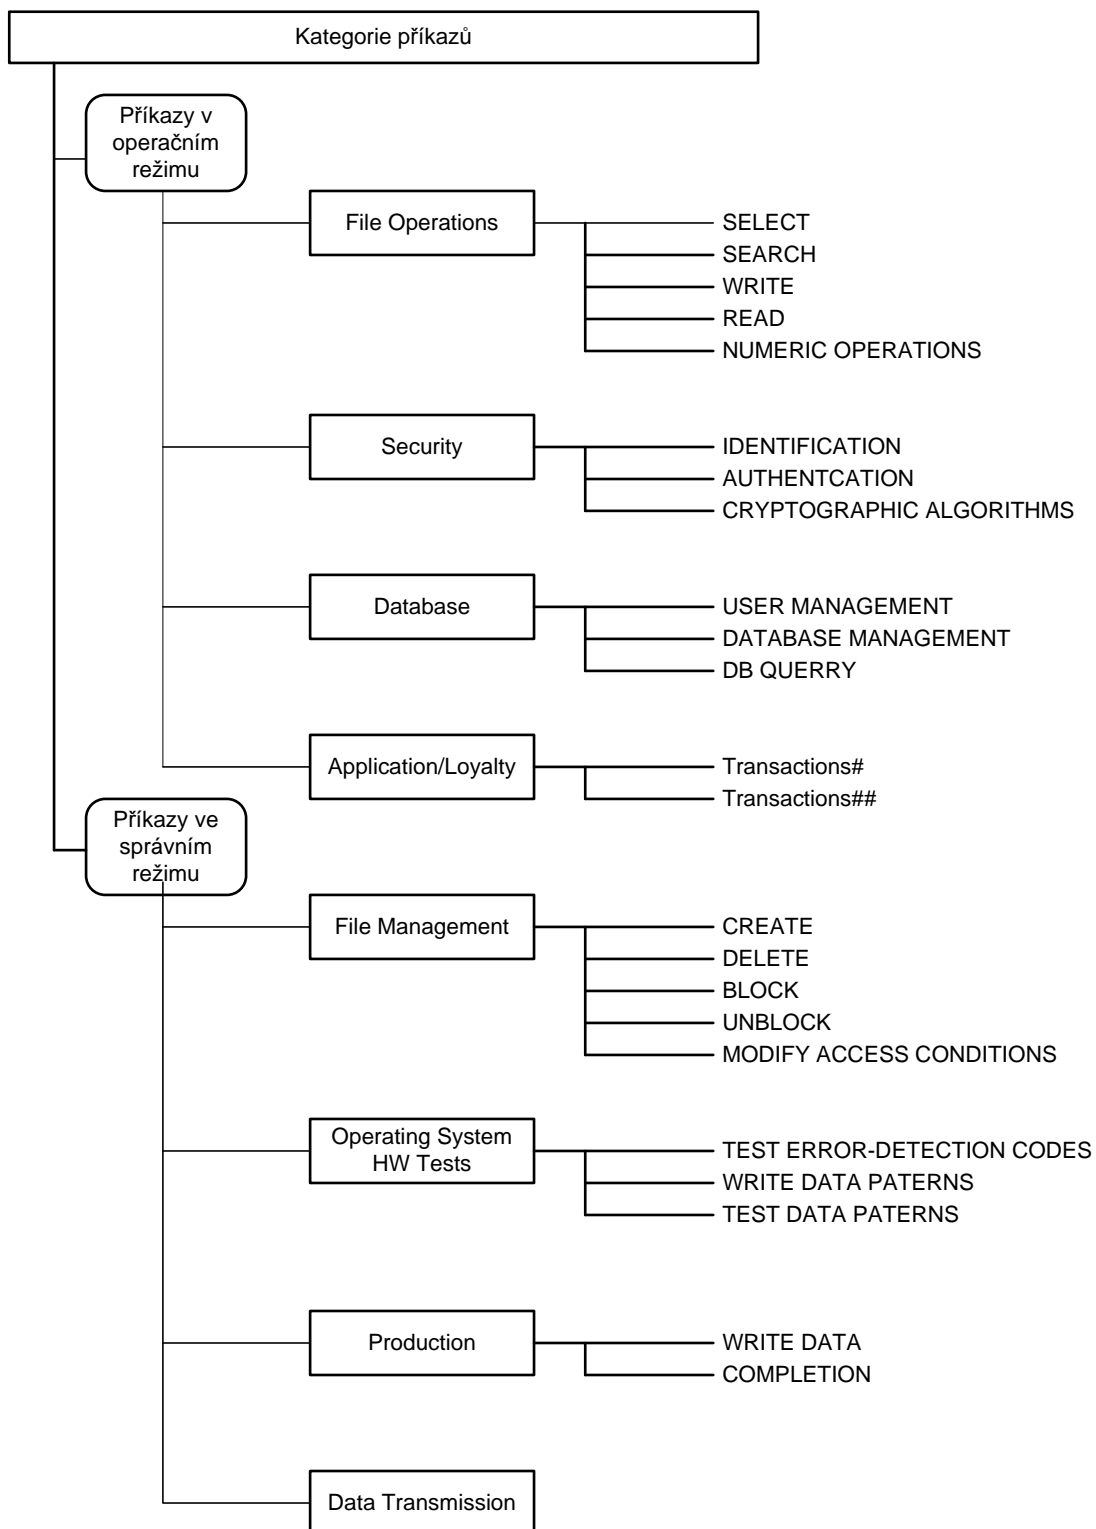 Kategorie příkazů
Příkazy v
operačním
režimu
File Operations
SELECT
SEARCH
WRITE
READ
NUMERIC OPERATIONS
Security
IDENTIFICATION
AUTHENTCATION
CRYPTOGRAPHIC ALGORITHMS
Database
USER MANAGEMENT
DATABASE MANAGEMENT
DB QUERRY
Application/Loyalty
Transactions#
Transactions##
Příkazy ve
správním
režimu
File Management
CREATE
DELETE
BLOCK
UNBLOCK
MODIFY ACCESS CONDITIONS
Operating System
HW Tests
TEST ERROR-DETECTION CODES
WRITE DATA PATERNS
TEST DATA PATERNS
Production
WRITE DATA
COMPLETION
Data Transmission